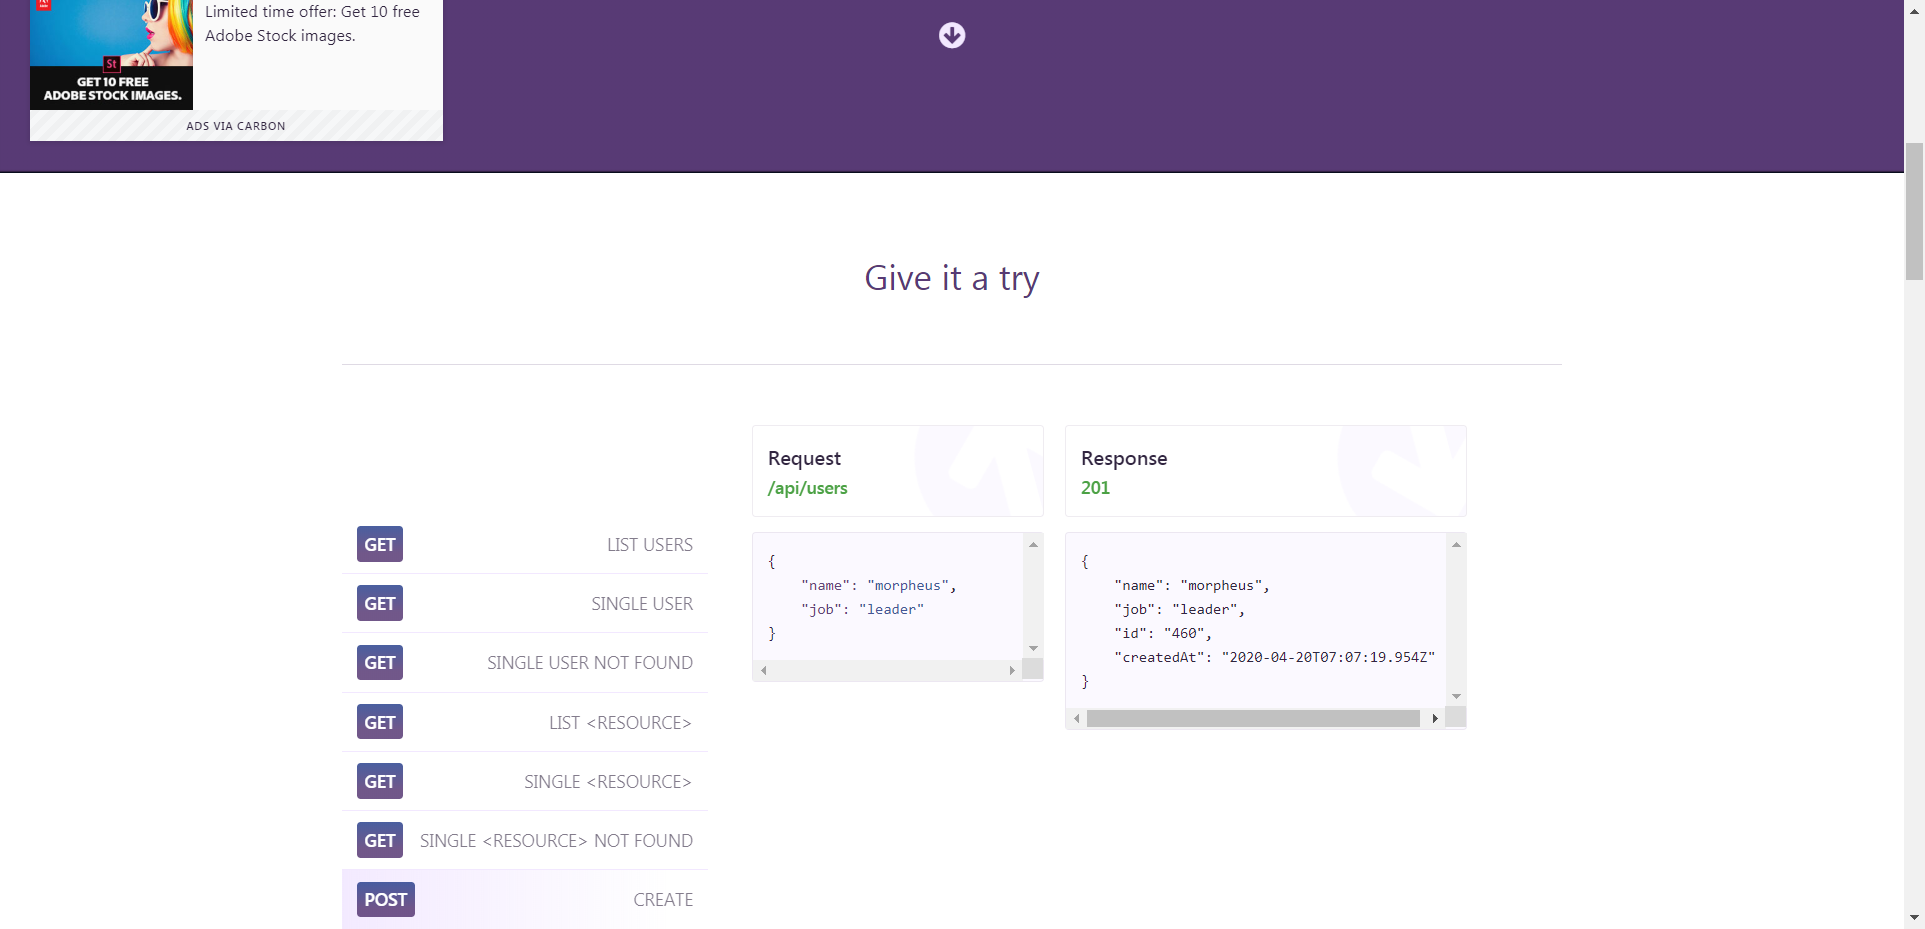 Limited time offer: Get 10 free
Adobe Stock images.
St
GET 10 FREE
ADOBE STOCK IMAGES.
ADS VIA CARBON
Give it a try
GET LIST USERS
GET SINGLE USER
GET SINGLE USER NOT FOUND
GET LIST <RESOURCE>
GET SINGLE <RESOURCE>
GET SINGLE <RESOURCE> NOT FOUND
POST CREATE
Request
/api/users
{
    "name": "morpheus",
    "job": "leader"
}
Response
201
{
    "name": "morpheus",
    "job": "leader",
    "id": "460",
    "createdAt": "2020-04-20T07:07:19.954Z"
}